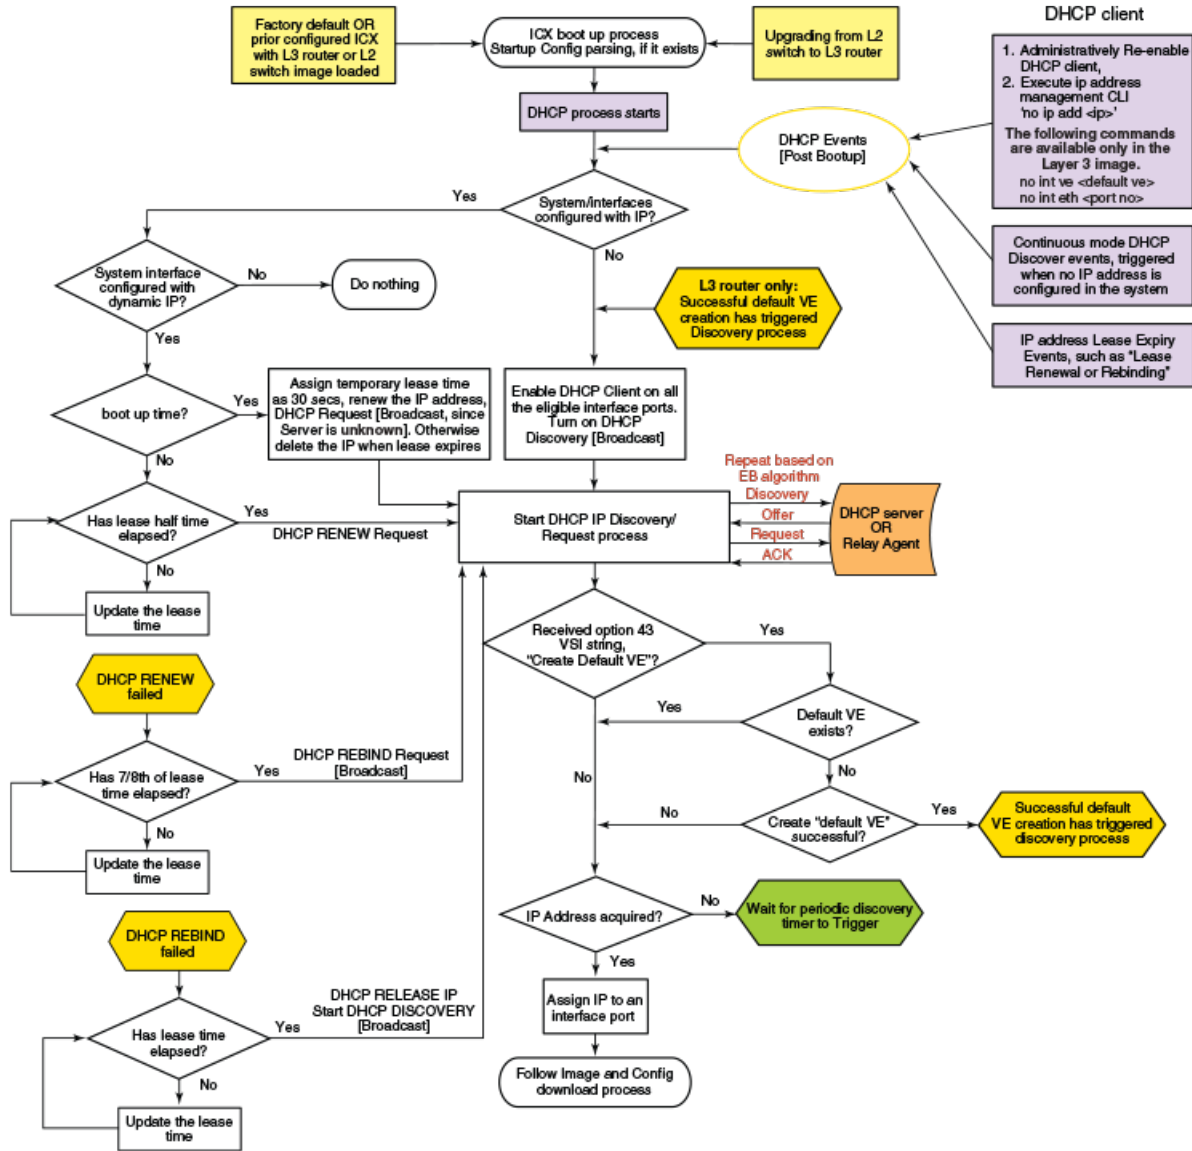 DHCP client
Factory default OR
prior configured ICX
with L3 router or L2
switch image loaded
ICX boot up process
Startup Config parsing, if it exists
Upgrading from L2
switch to L3 router
1. Administratively Re-enable
DHCP client,
2. Execute ip address
management CLI
‘no ip add <ip>’
The following commands
are available only in the
Layer 3 image.
no int ve <default ve>
no int eth <port no>
DHCP process starts
DHCP Events
[Post Bootup]
Yes
System/interfaces
configured with IP?
No
Continuous mode DHCP
Discover events, triggered
when no IP address is
configured in the system
System interface
configured with
dynamic IP?
No
Do nothing
L3 router only:
Successful default VE
creation has triggered
Discovery process
Yes
IP address Lease Expiry
Events, such as “Lease
Renewal or Rebinding”
boot up time?
Yes
Assign temporary lease time
as 30 secs, renew the IP address,
DHCP Request [Broadcast, since
Server is unknown]. Otherwise
delete the IP when lease expires
Enable DHCP Client on all
the eligible interface ports.
Turn on DHCP
Discovery [Broadcast]
No
Repeat based on
EB algorithm
Discovery
Offer
Request
ACK
DHCP server
OR
Relay Agent
Has lease half time
elapsed?
Yes
DHCP RENEW Request
Start DHCP IP Discovery/
Request process
No
Update the lease
time
Received option 43
VSI string,
“Create Default VE”?
Yes
DHCP RENEW
failed
Yes
Default VE
exists?
DHCP REBIND Request
[Broadcast]
Has 7/8th of lease
time elapsed?
Yes
No
No
No
Update the lease
time
No
Create “default VE”
successful?
Yes
Successful default
VE creation has triggered
discovery process
DHCP REBIND
failed
IP Address acquired?
No
Wait for periodic discovery
timer to Trigger
Yes
DHCP RELEASE IP
Start DHCP DISCOVERY
[Broadcast]
Assign IP to an
interface port
Has lease time
elapsed?
Yes
No
Follow Image and Config
download process
Update the lease
time